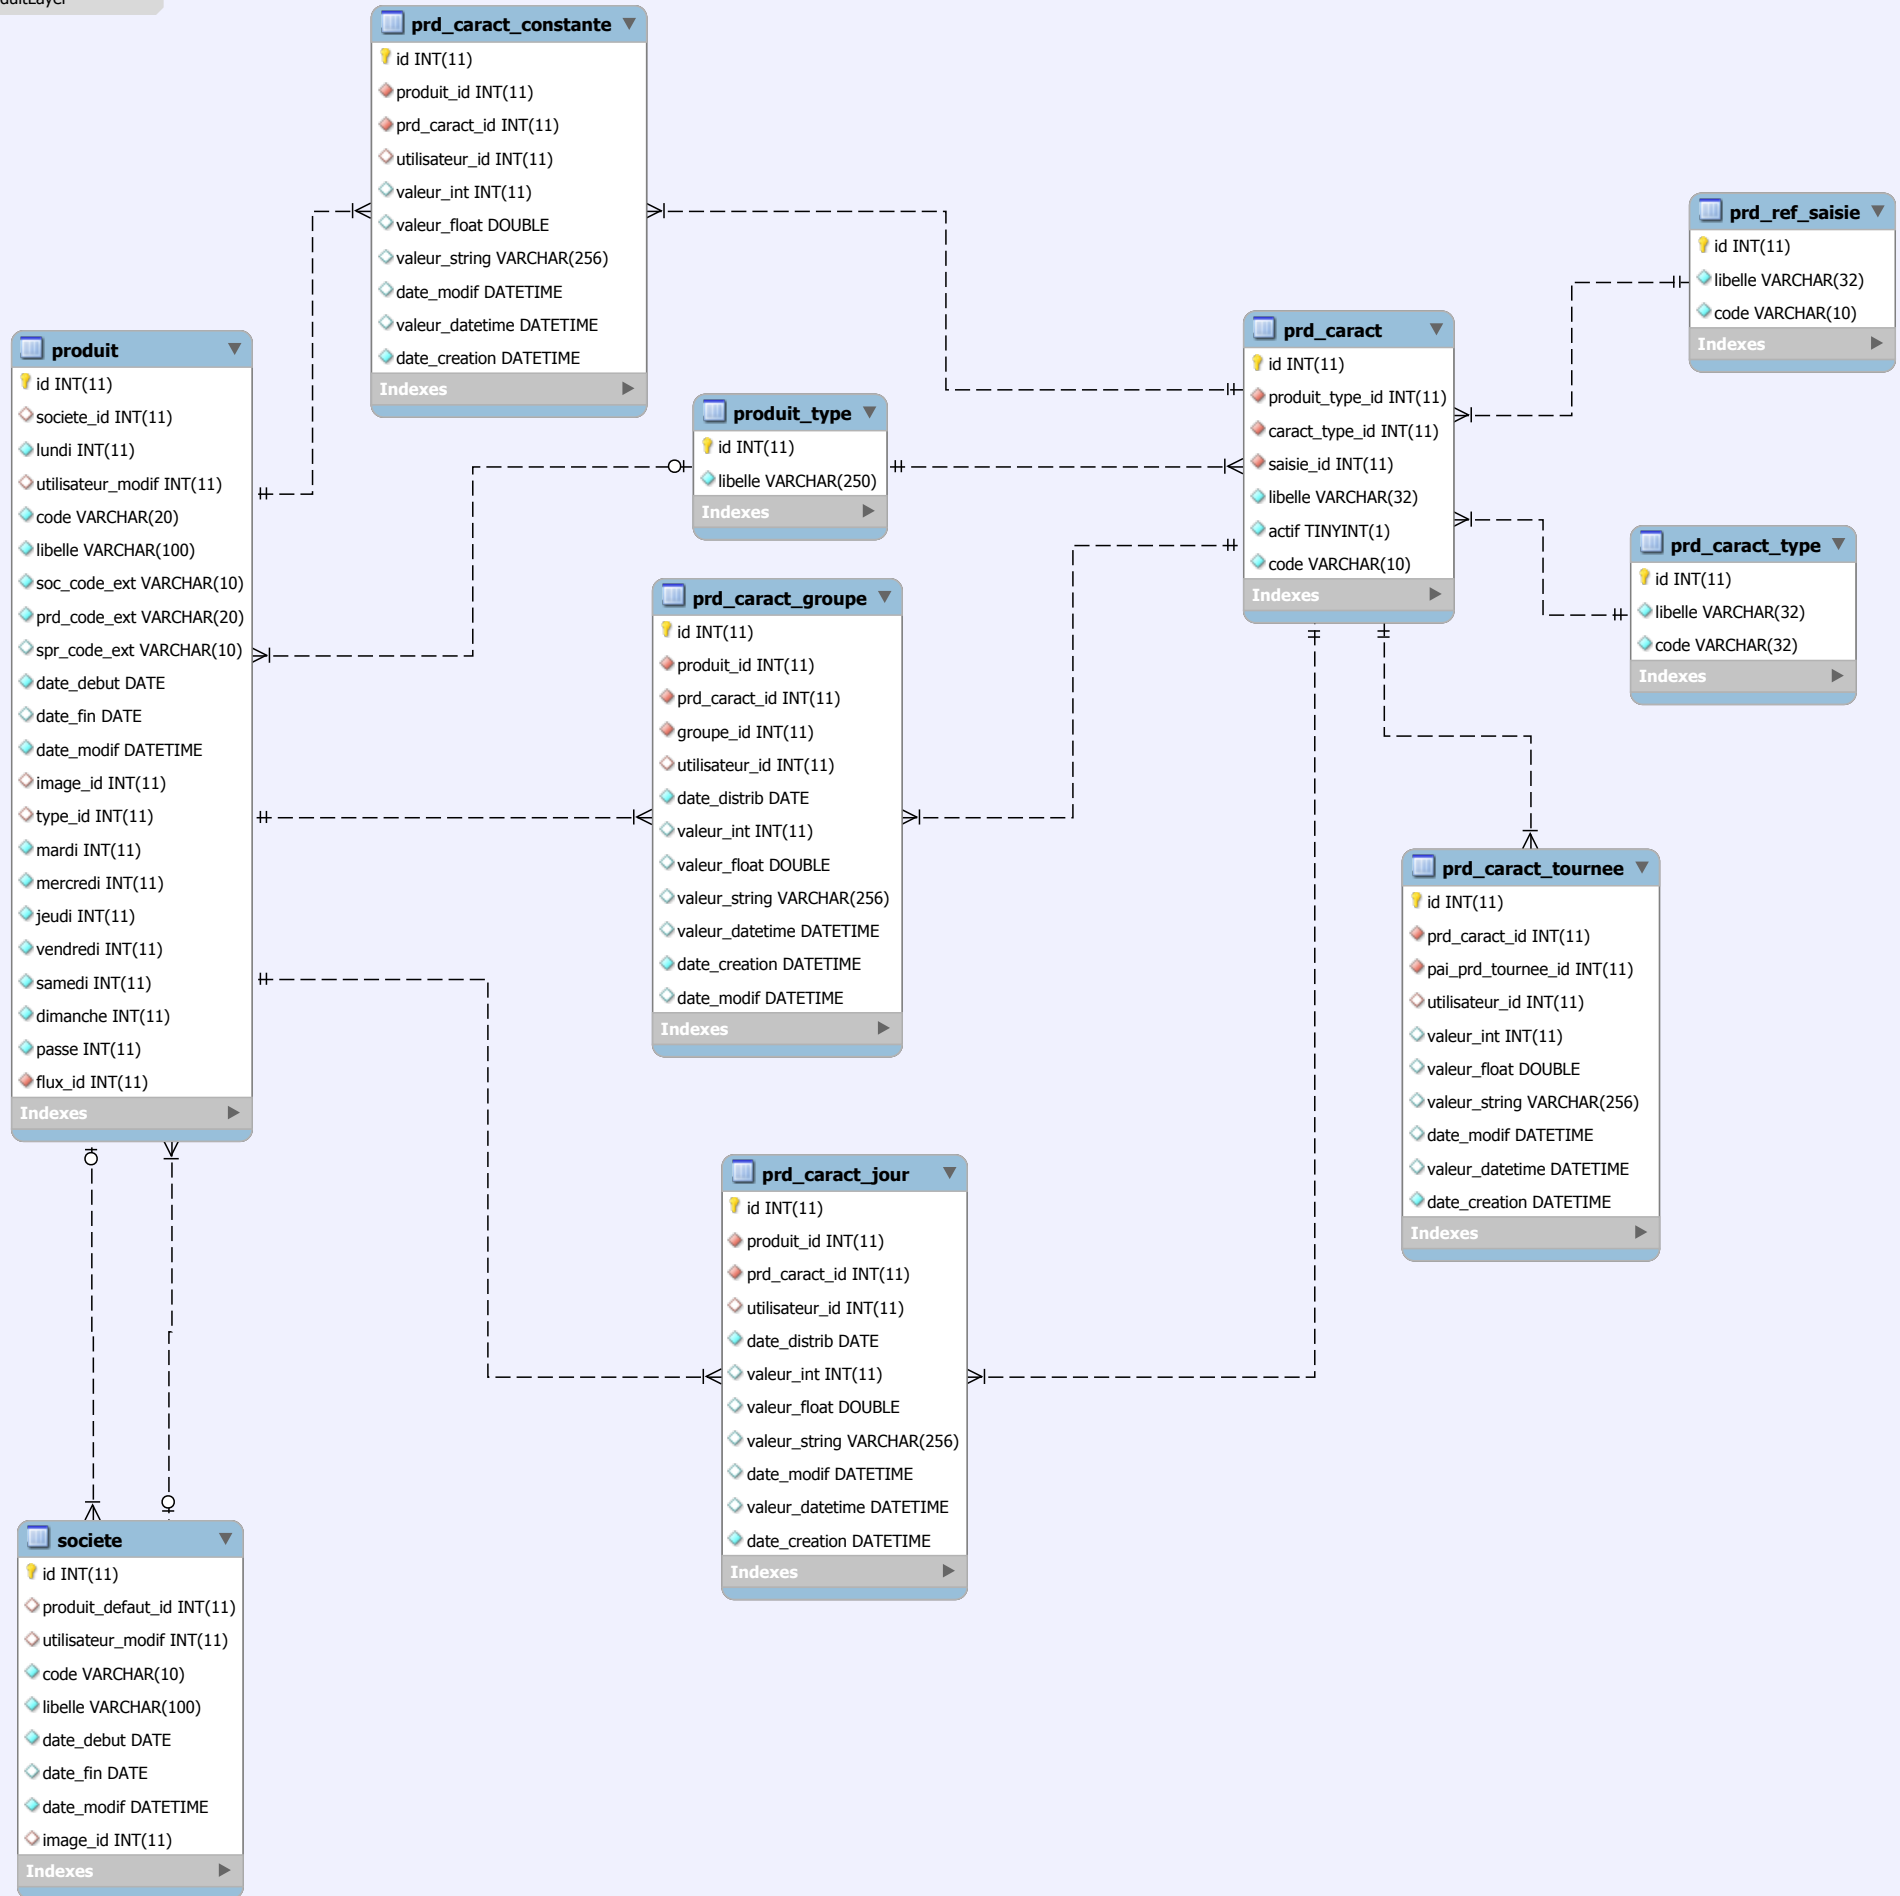 duitLayer
prd_caract_constante
id INT(11)
produit_id INT(11)
prd_caract_id INT(11)
utilisateur_id INT(11)
valeur_int INT(11)
valeur_float DOUBLE
valeur_string VARCHAR(256)
date_modif DATETIME
valeur_datetime DATETIME
date_creation DATETIME
Indexes
prd_ref_saisie
id INT(11)
libelle VARCHAR(32)
code VARCHAR(10)
Indexes
produit
id INT(11)
societe_id INT(11)
lundi INT(11)
utilisateur_modif INT(11)
code VARCHAR(20)
libelle VARCHAR(100)
soc_code_ext VARCHAR(10)
prd_code_ext VARCHAR(20)
spr_code_ext VARCHAR(10)
date_debut DATE
date_fin DATE
date_modif DATETIME
image_id INT(11)
type_id INT(11)
mardi INT(11)
mercredi INT(11)
jeudi INT(11)
vendredi INT(11)
samedi INT(11)
dimanche INT(11)
passe INT(11)
flux_id INT(11)
Indexes
produit_type
id INT(11)
libelle VARCHAR(250)
Indexes
prd_caract
id INT(11)
produit_type_id INT(11)
caract_type_id INT(11)
saisie_id INT(11)
libelle VARCHAR(32)
actif TINYINT(1)
code VARCHAR(10)
Indexes
prd_caract_type
id INT(11)
libelle VARCHAR(32)
code VARCHAR(32)
Indexes
prd_caract_groupe
id INT(11)
produit_id INT(11)
prd_caract_id INT(11)
groupe_id INT(11)
utilisateur_id INT(11)
date_distrib DATE
valeur_int INT(11)
valeur_float DOUBLE
valeur_string VARCHAR(256)
valeur_datetime DATETIME
date_creation DATETIME
date_modif DATETIME
Indexes
prd_caract_tournee
id INT(11)
prd_caract_id INT(11)
pai_prd_tournee_id INT(11)
utilisateur_id INT(11)
valeur_int INT(11)
valeur_float DOUBLE
valeur_string VARCHAR(256)
date_modif DATETIME
valeur_datetime DATETIME
date_creation DATETIME
Indexes
prd_caract_jour
id INT(11)
produit_id INT(11)
prd_caract_id INT(11)
utilisateur_id INT(11)
date_distrib DATE
valeur_int INT(11)
valeur_float DOUBLE
valeur_string VARCHAR(256)
date_modif DATETIME
valeur_datetime DATETIME
date_creation DATETIME
Indexes
societe
id INT(11)
produit_defaut_id INT(11)
utilisateur_modif INT(11)
code VARCHAR(10)
libelle VARCHAR(100)
date_debut DATE
date_fin DATE
date_modif DATETIME
image_id INT(11)
Indexes